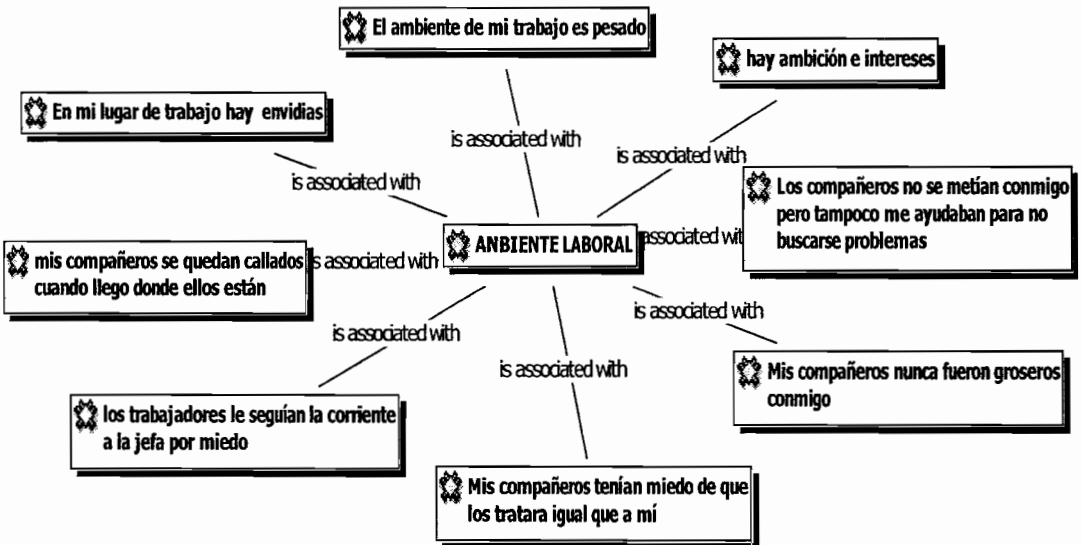 El ambiente de mi trabajo es pesado
hay ambición e intereses
En mi lugar de trabajo hay envidias
is associated with
is associated with
is associated with
Los compañeros no se metían conmigo
pero tampoco me ayudaban para no
buscarse problemas
ANBIENTE LABORAL
associated wit
mis compañeros se quedan callados
cuando llego donde ellos están
is associated with
is associated with
is associated with
is associated with
Mis compañeros nunca fueron groseros
conmigo
los trabajadores le seguían la corriente
a la jefa por miedo
Mis compañeros tenían miedo de que
los tratara igual que a mí